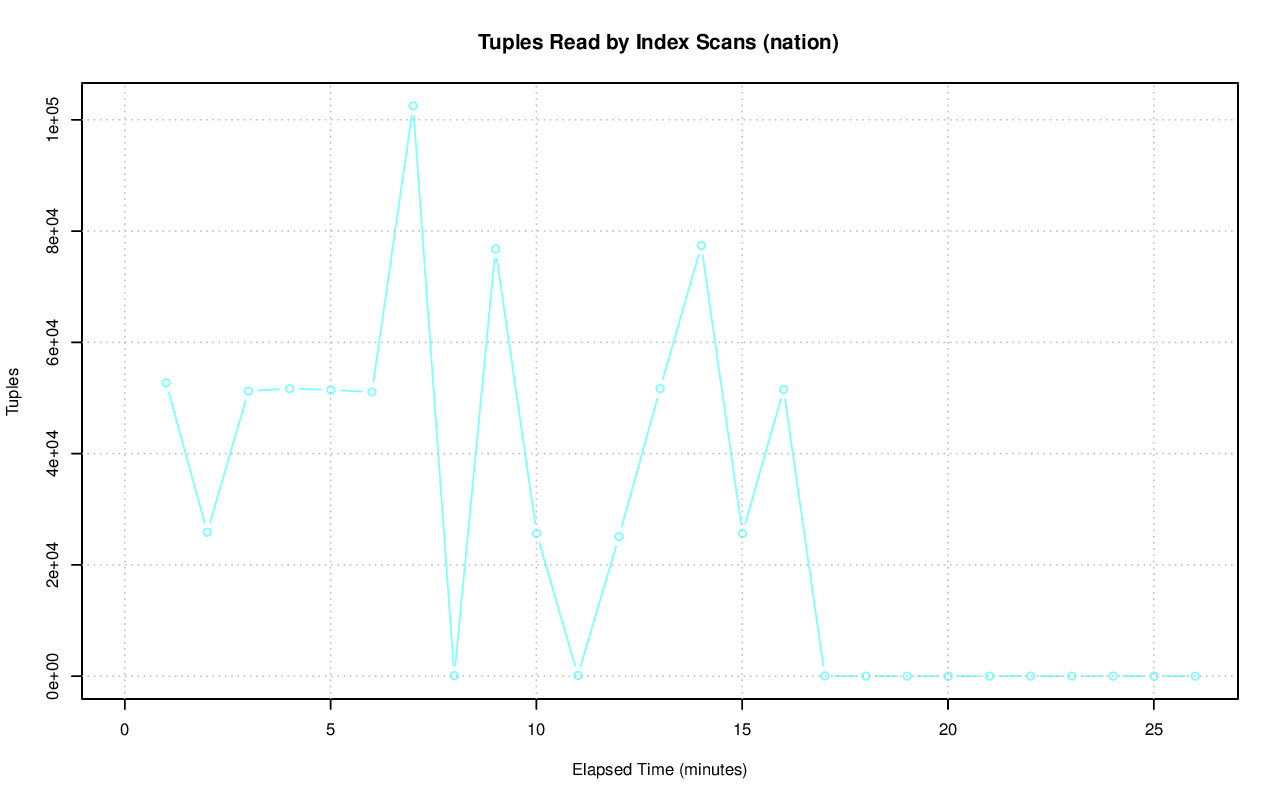 Tuples Read by Index Scans (nation)
1e+05
8e+04
6e+04
4e+04
2e+04
0e+00
Tuples
0 5 10 15 20 25
Elapsed Time (minutes)